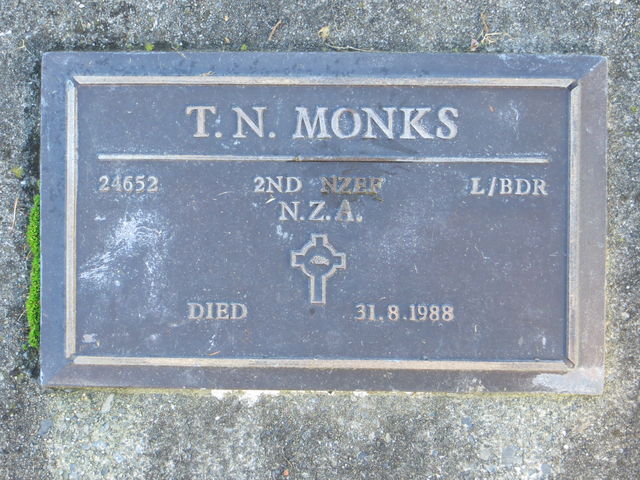 T. N. MONKS
24652 2ND NZEF L/BDR
N.Z.A.
DIED 31.8.1988